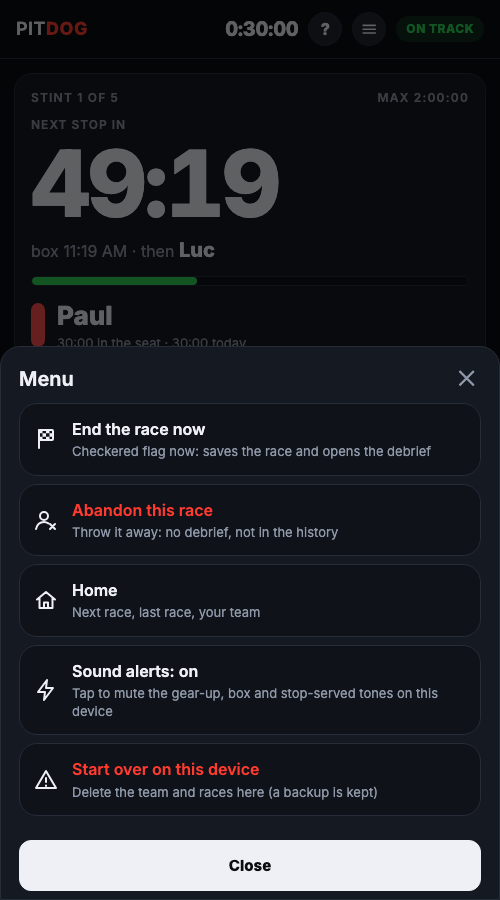 PITDOG
0:30:00
?
ON TRACK
STINT 1 OF 5
MAX 2:00:00
NEXT STOP IN
49:19
box 11:19 AM · then Luc
Paul
30:00 in the seat · 30:00 today
Menu
End the race now
Checkered flag now: saves the race and opens the debrief
Abandon this race
Throw it away: no debrief, not in the history
Home
Next race, last race, your team
Sound alerts: on
Tap to mute the gear-up, box and stop-served tones on this
device
Start over on this device
Delete the team and races here (a backup is kept)
Close